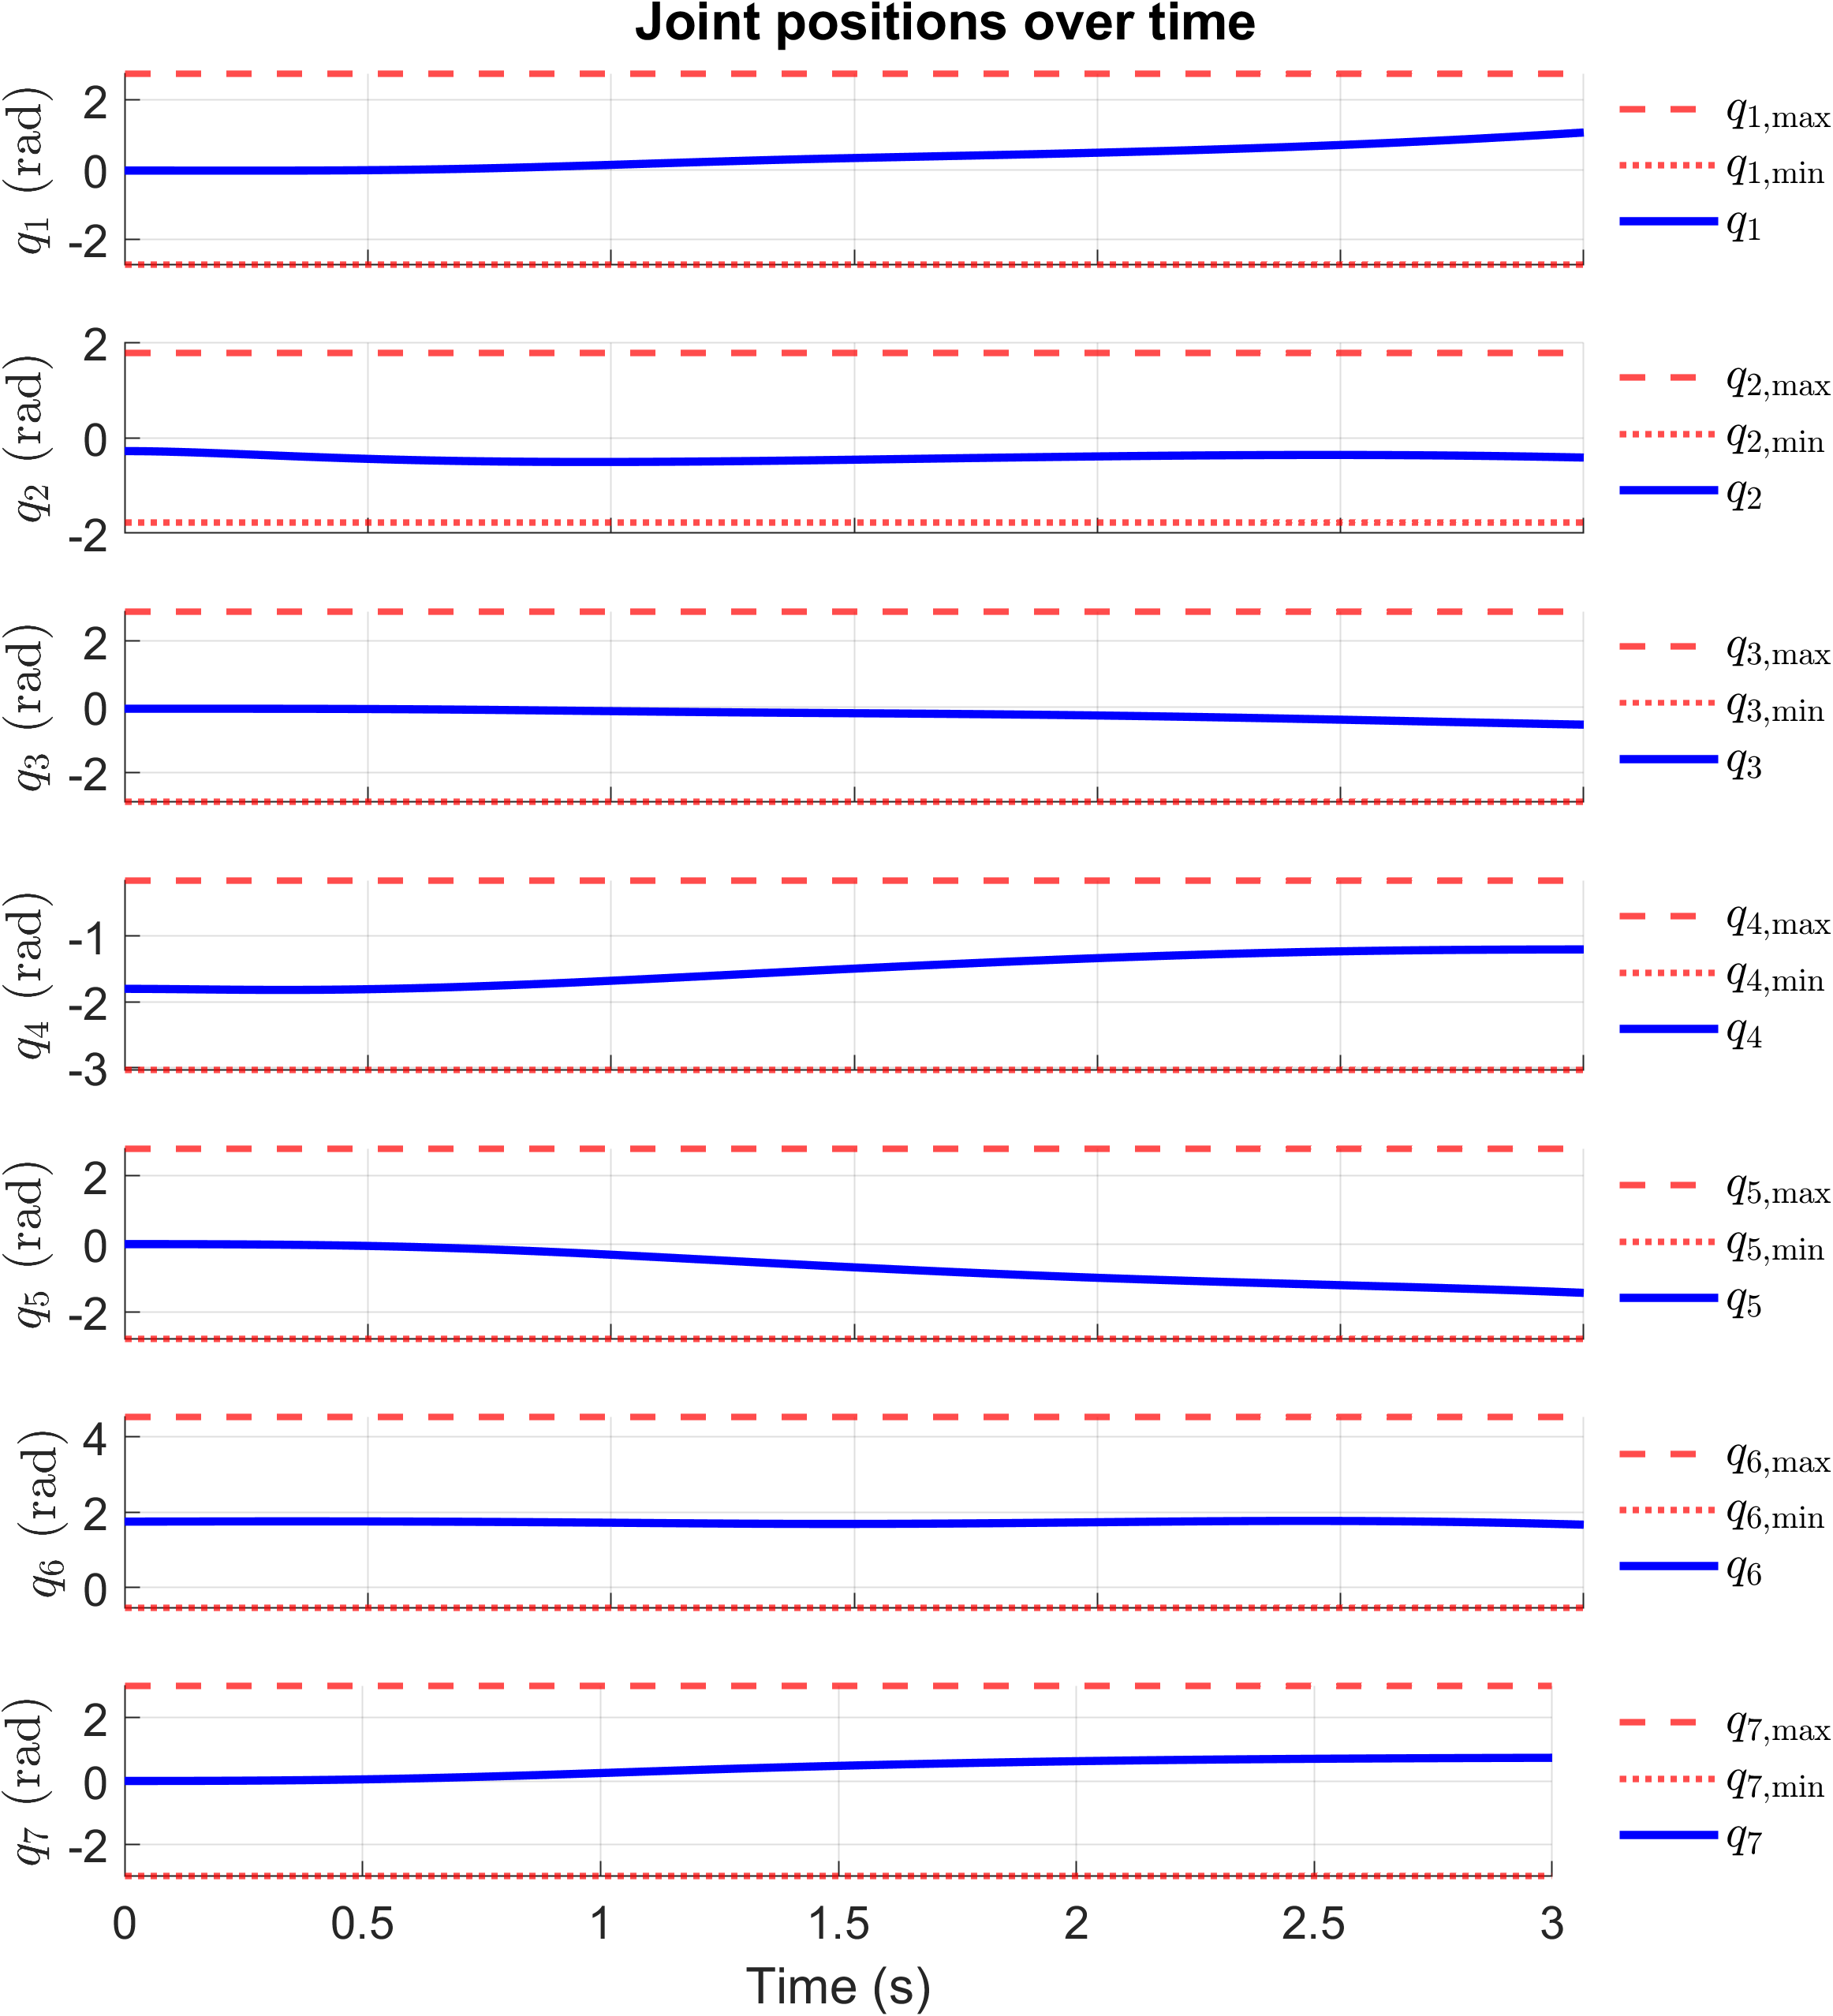 Joint positions over time
q1 (rad)
2
0
-2
q1,max
q1,min
q1
q2 (rad)
2
0
-2
q2,max
q2,min
q2
q3 (rad)
2
0
-2
q3,max
q3,min
q3
q4 (rad)
-1
-2
-3
q4,max
q4,min
q4
q5 (rad)
2
0
-2
q5,max
q5,min
q5
q6 (rad)
4
2
0
q6,max
q6,min
q6
q7 (rad)
2
0
-2
q7,max
q7,min
q7
0 0.5 1 1.5 2 2.5 3
Time (s)